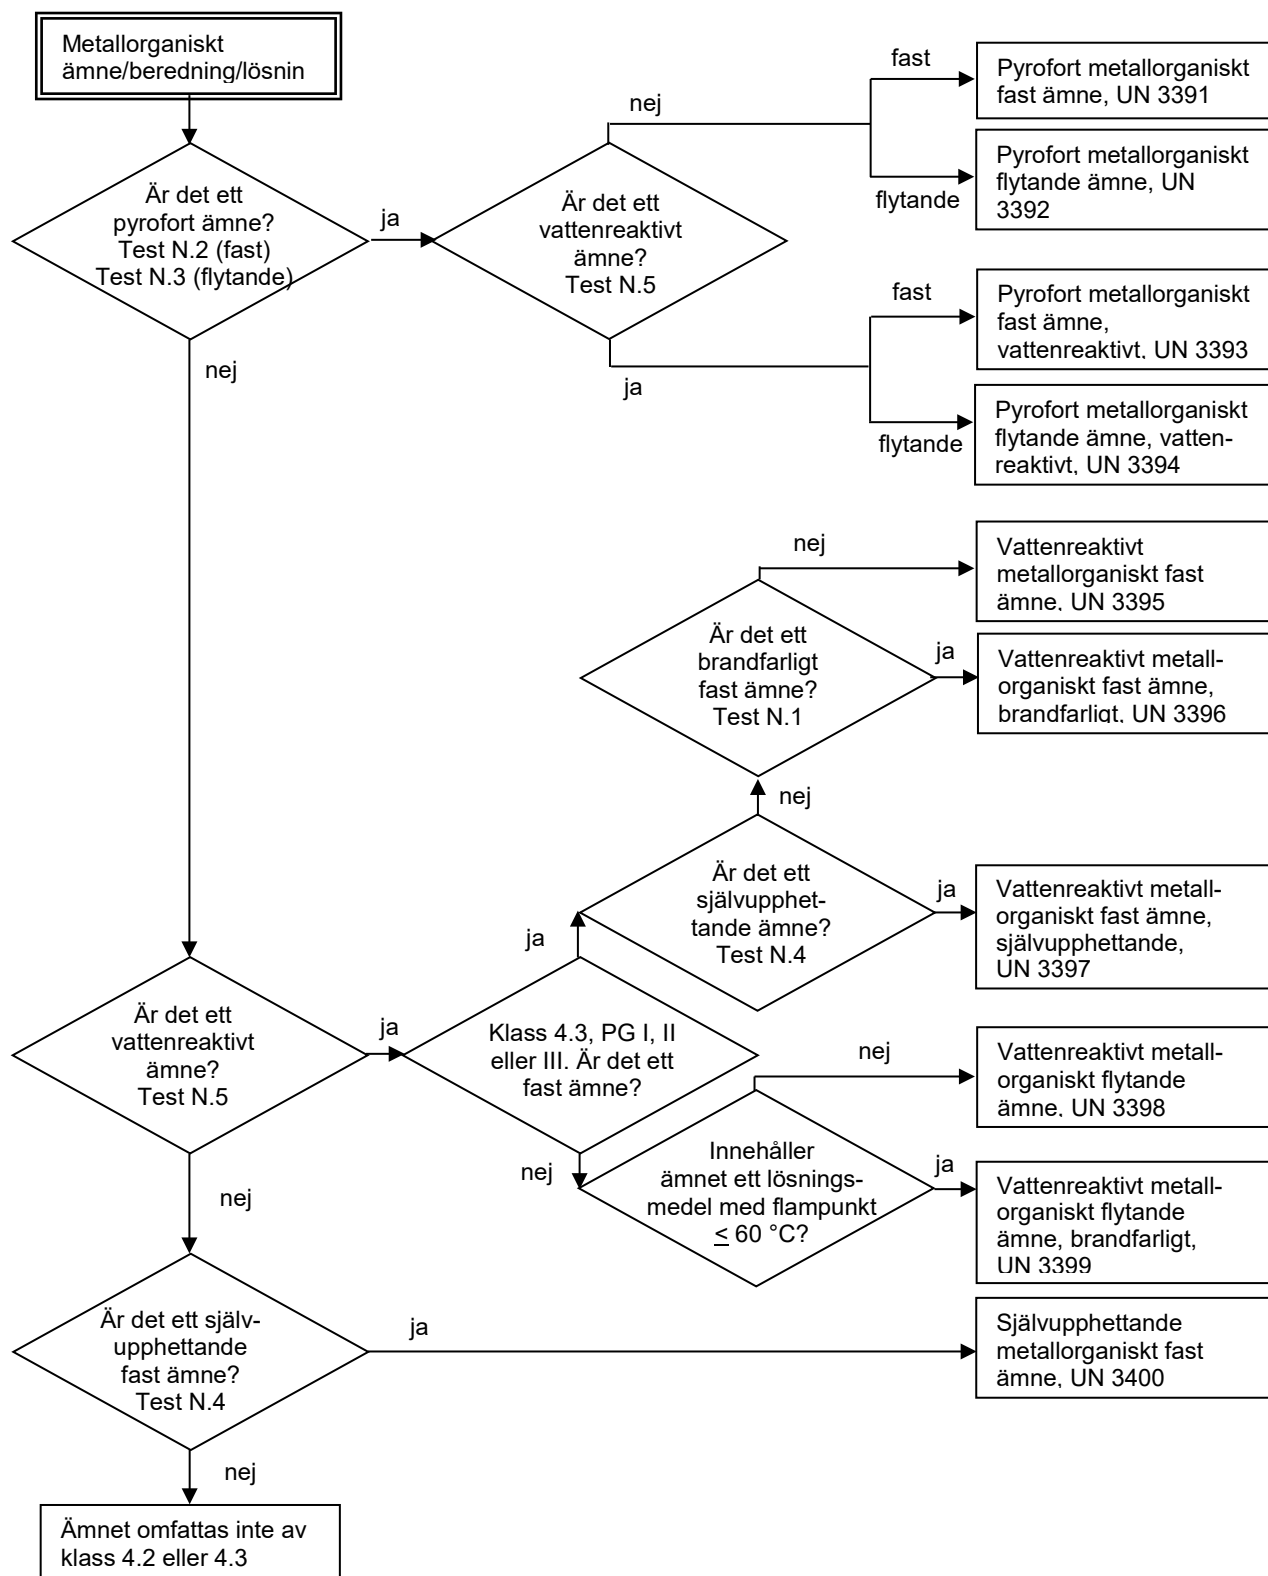 Metallorganiskt
ämne/beredning/lösnin
Är det ett
pyrofort ämne?
Test N.2 (fast)
Test N.3 (flytande)
ja
nej
Är det ett
vattenreaktivt
ämne?
Test N.5
nej
fast
Pyrofort metallorganiskt
fast ämne, UN 3391
flytande
Pyrofort metallorganiskt
flytande ämne, UN
3392
ja
fast
Pyrofort metallorganiskt
fast ämne,
vattenreaktivt, UN 3393
flytande
Pyrofort metallorganiskt
flytande ämne, vatten-
reaktivt, UN 3394
nej
Vattenreaktivt
metallorganiskt fast
ämne, UN 3395
Är det ett
brandfarligt
fast ämne?
Test N.1
ja
Vattenreaktivt metall-
organiskt fast ämne,
brandfarligt, UN 3396
nej
Är det ett
självupphet-
tande ämne?
Test N.4
ja
Vattenreaktivt metall-
organiskt fast ämne,
självupphettande,
UN 3397
ja
Är det ett
vattenreaktivt
ämne?
Test N.5
ja
Klass 4.3, PG I, II
eller III. Är det ett
fast ämne?
nej
Vattenreaktivt metall-
organiskt flytande
ämne, UN 3398
nej
Innehåller
ämnet ett lösnings-
medel med flampunkt
≤ 60 °C?
ja
Vattenreaktivt metall-
organiskt flytande
ämne, brandfarligt,
UN 3399
nej
Är det ett själv-
upphettande
fast ämne?
Test N.4
ja
Självupphettande
metallorganiskt fast
ämne, UN 3400
nej
Ämnet omfattas inte av
klass 4.2 eller 4.3